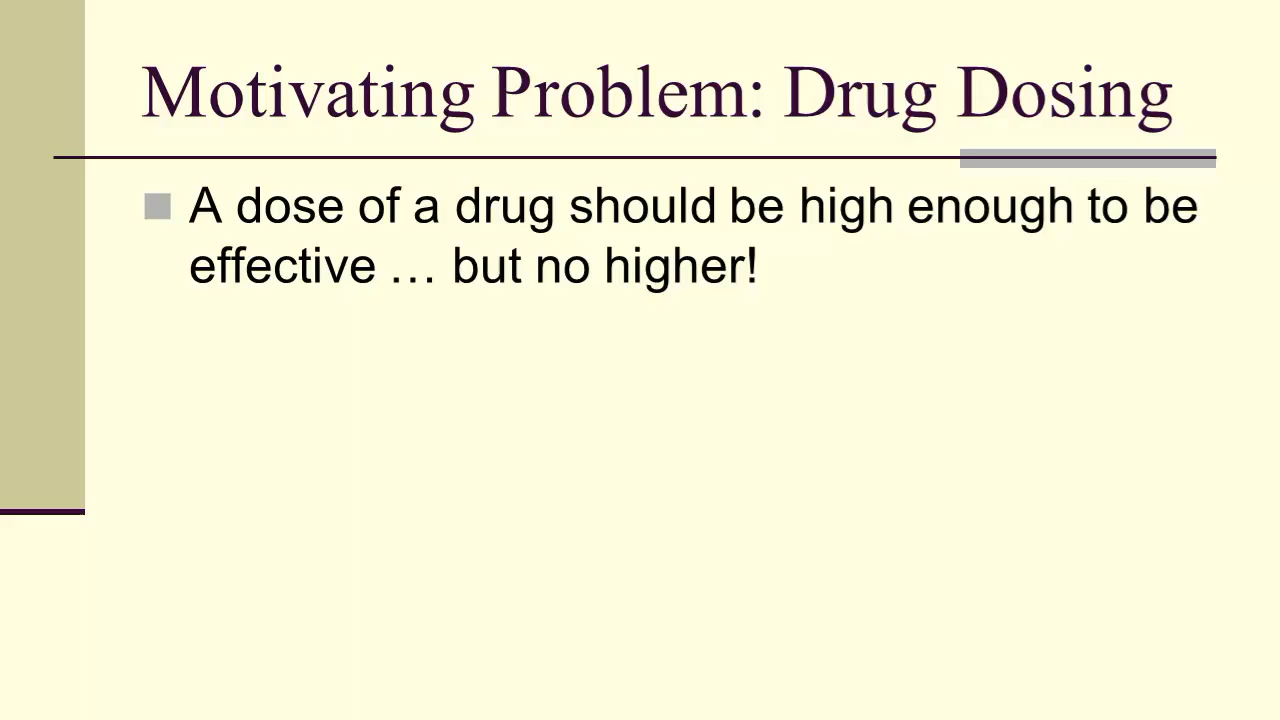 Motivating Problem: Drug Dosing
A dose of a drug should be high enough to be
effective … but no higher!